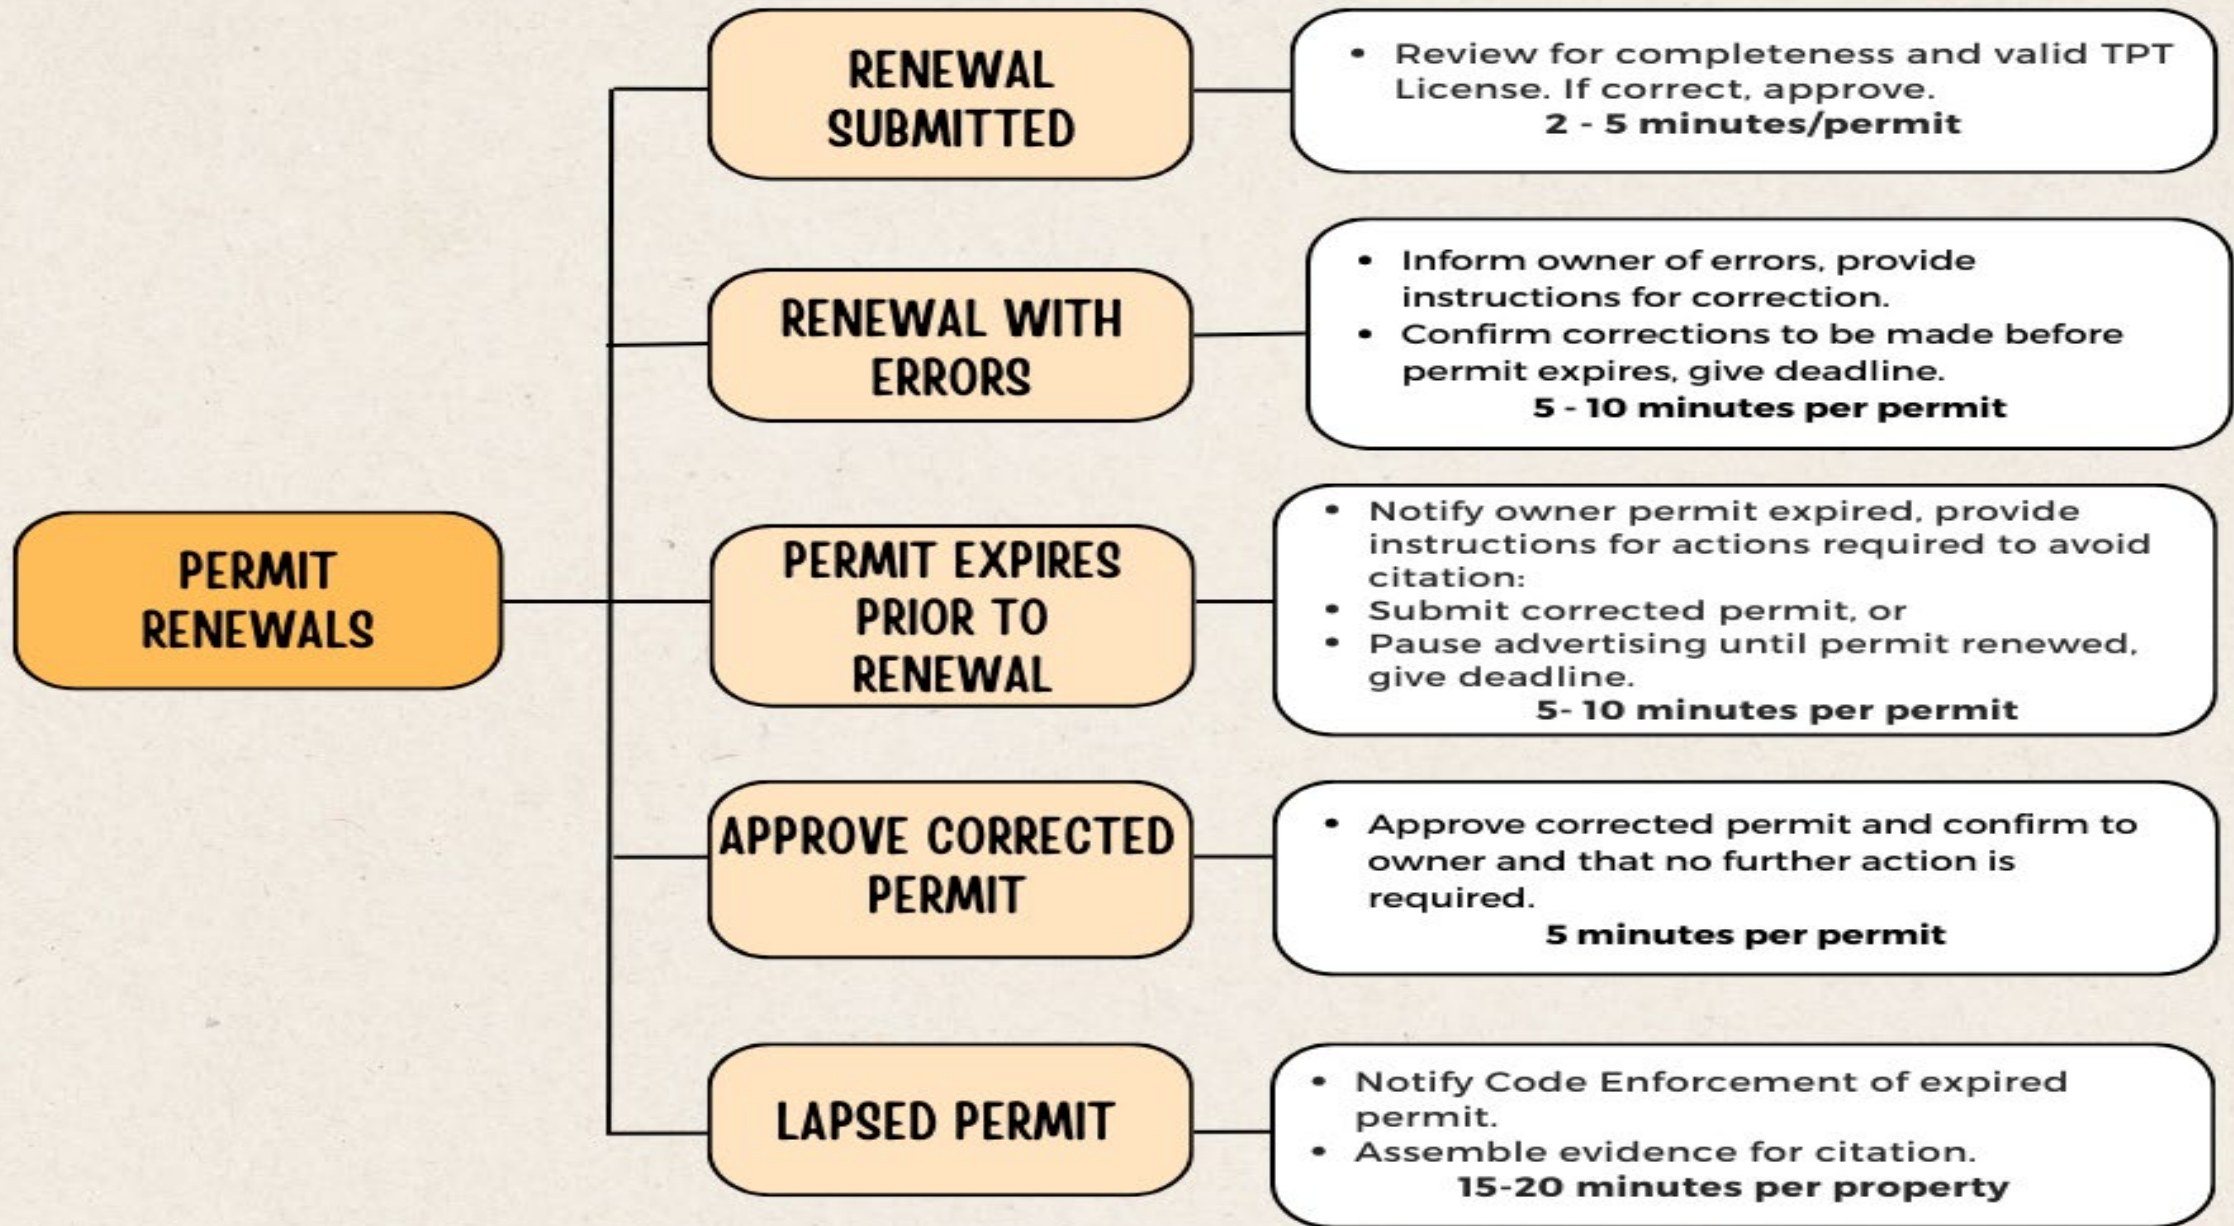 PERMIT
RENEWALS
RENEWAL
SUBMITTED
• Review for completeness and valid TPT
License. If correct, approve.
2 - 5 minutes/permit
RENEWAL WITH
ERRORS
• Inform owner of errors, provide
instructions for correction.
• Confirm corrections to be made before
permit expires, give deadline.
5 - 10 minutes per permit
PERMIT EXPIRES
PRIOR TO
RENEWAL
• Notify owner permit expired, provide
instructions for actions required to avoid
citation:
• Submit corrected permit, or
• Pause advertising until permit renewed,
give deadline.
5- 10 minutes per permit
APPROVE CORRECTED
PERMIT
• Approve corrected permit and confirm to
owner and that no further action is
required.
5 minutes per permit
LAPSED PERMIT
• Notify Code Enforcement of expired
permit.
• Assemble evidence for citation.
15-20 minutes per property